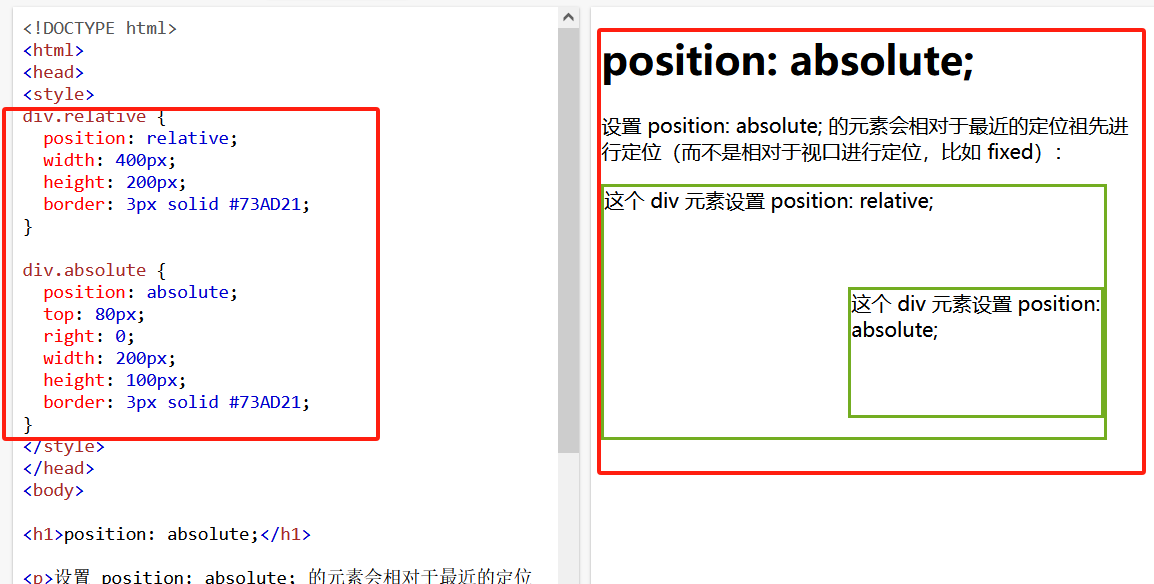 <!DOCTYPE html>
<html>
<head>
<style>
div.relative {
  position: relative;
  width: 400px;
  height: 200px;
  border: 3px solid #73AD21;
}
div.absolute {
  position: absolute;
  top: 80px;
  right: 0;
  width: 200px;
  height: 100px;
  border: 3px solid #73AD21;
}
</style>
</head>
<body>
<h1>position: absolute;</h1>
<p>设置 position: absolute; 的元素会相对于最近的定位
position: absolute;
设置 position: absolute; 的元素会相对于最近的定位祖先进
行定位（而不是相对于视口进行定位，比如 fixed）：
这个 div 元素设置 position: relative;
这个 div 元素设置 position:
absolute;